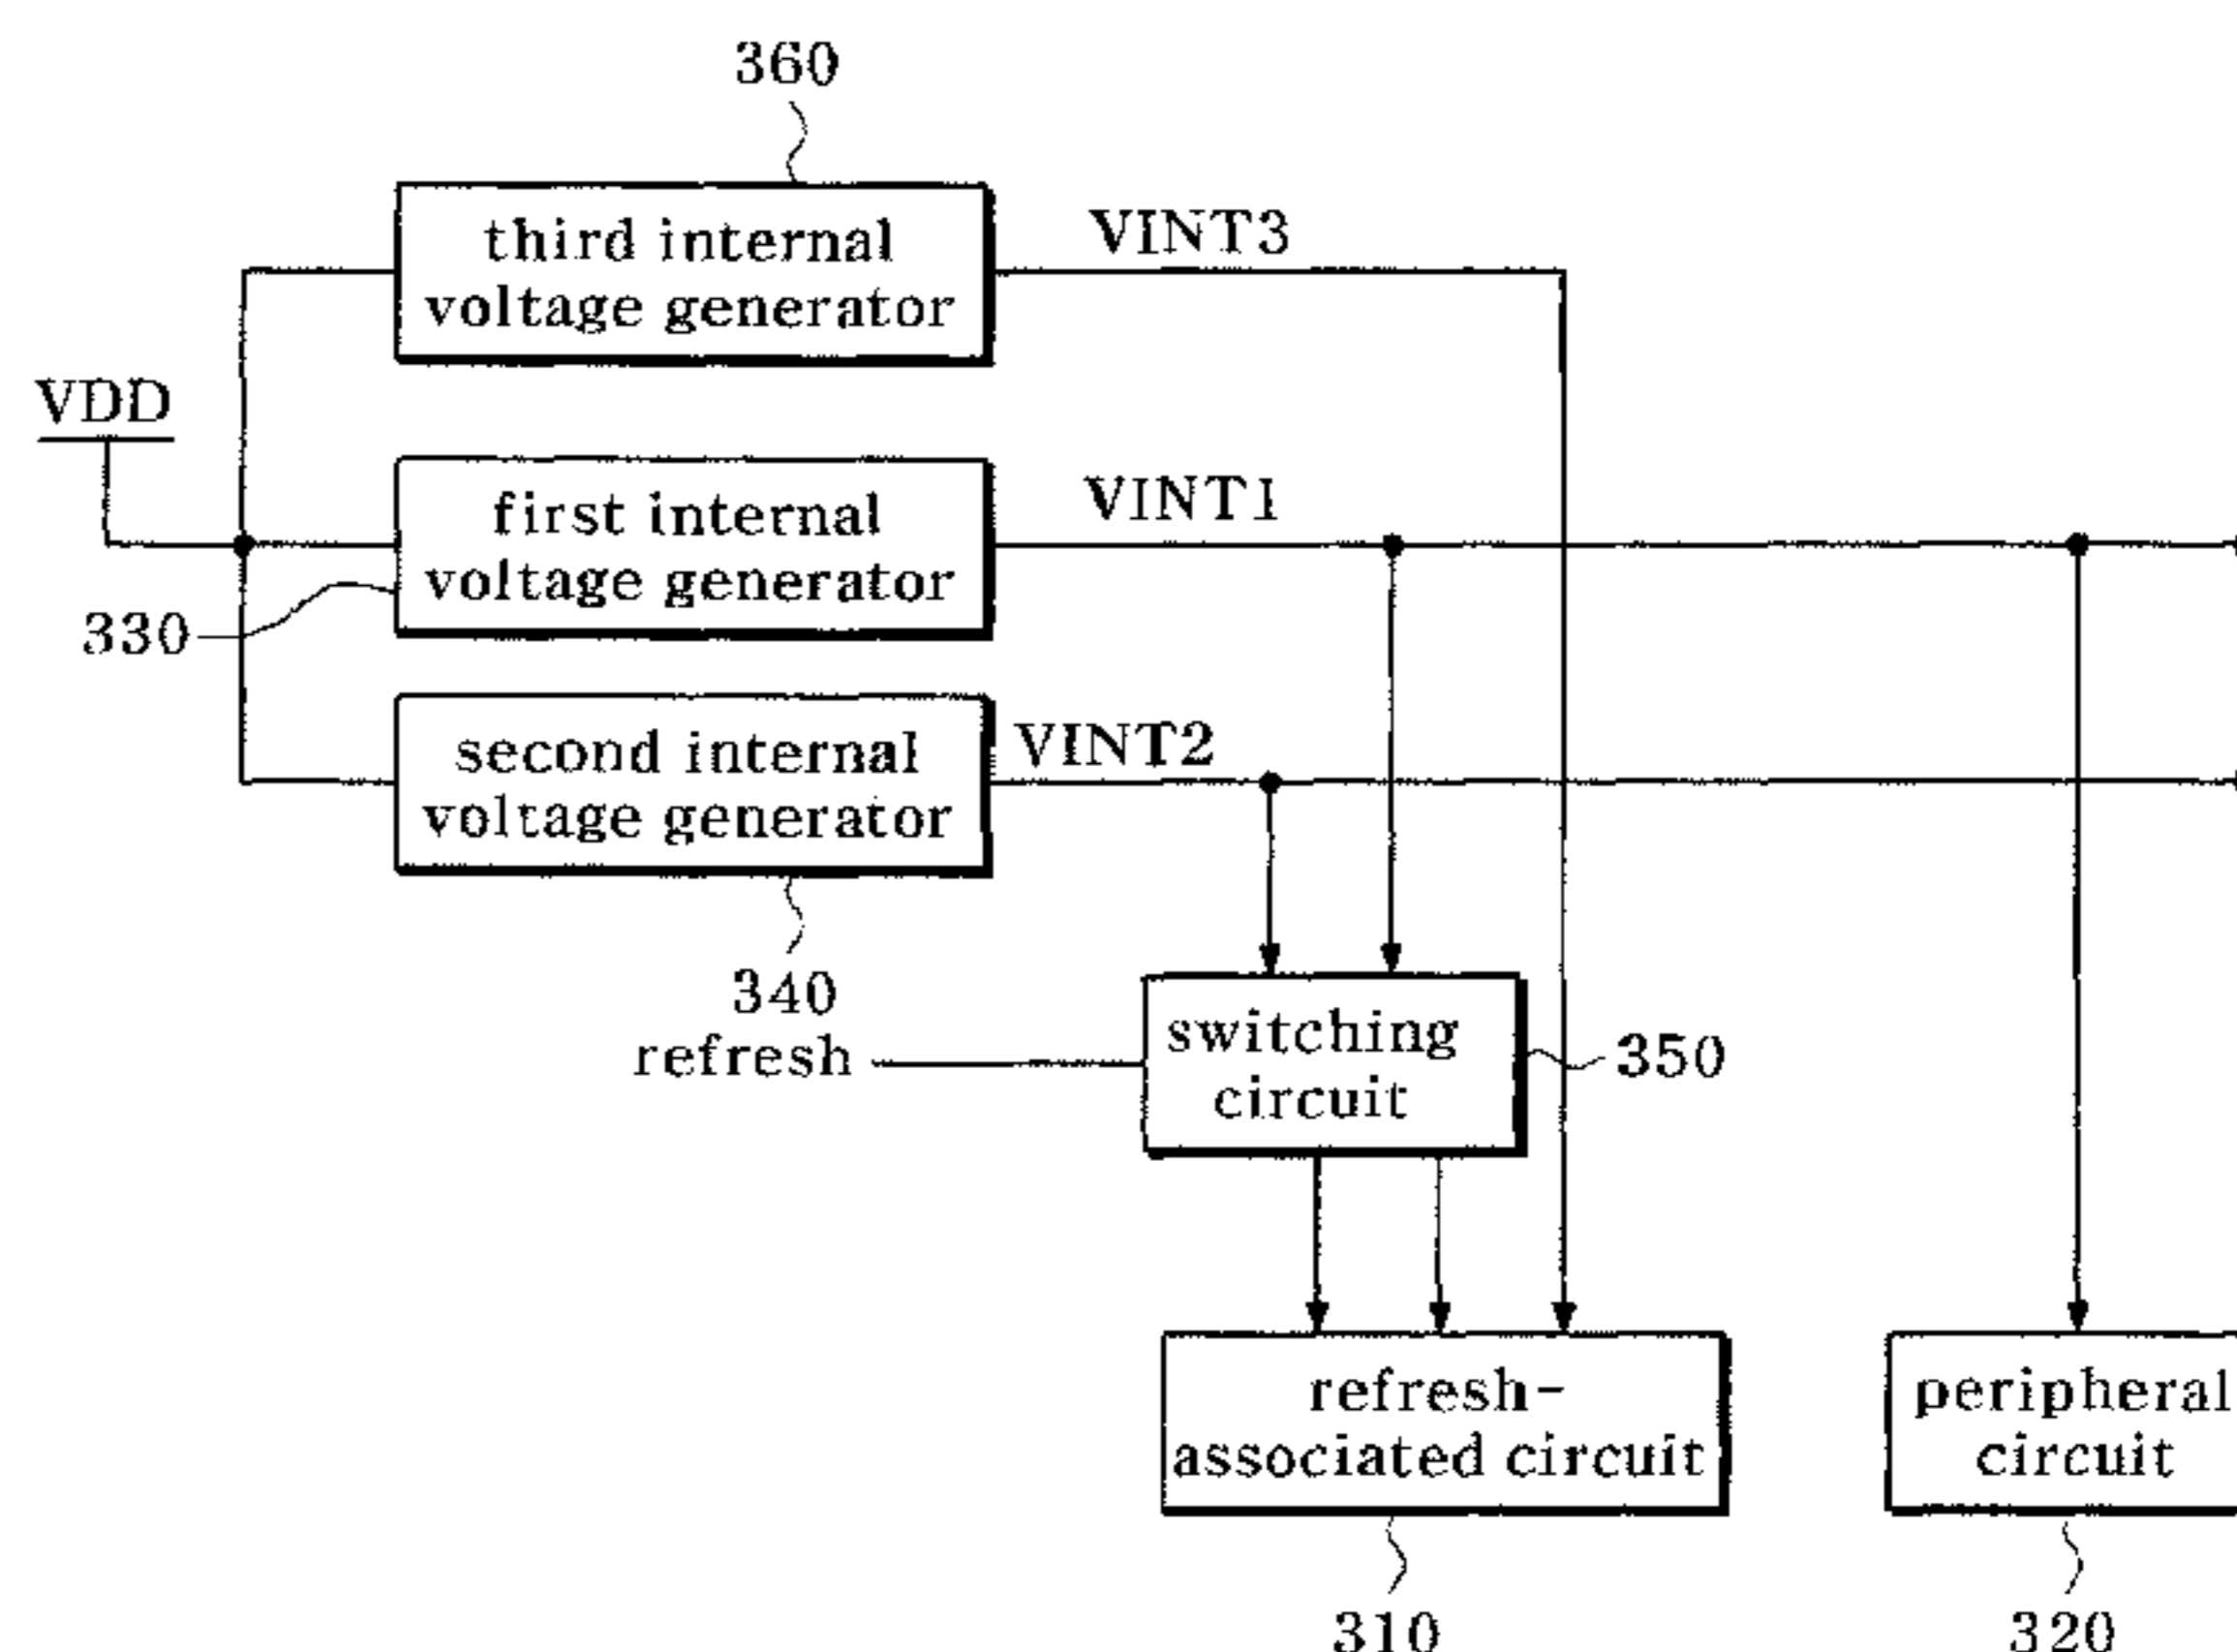 360
third internal
voltage generator
VINT3
VDD
first internal
voltage generator
VINT1
330
second internal
voltage generator
VINT2
340
refresh
switching
circuit
350
refresh-
associated circuit
peripheral
circuit
310
320